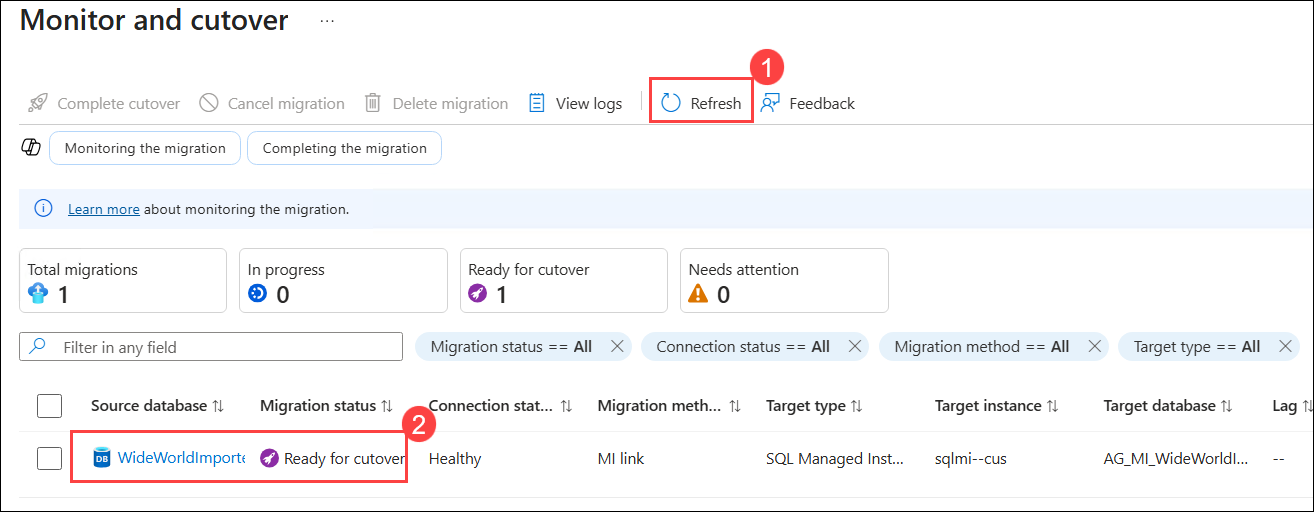 Monitor and cutover ...
1
Complete cutover Cancel migration Delete migration View logs Refresh Feedback
Monitoring the migration Completing the migration
Learn more about monitoring the migration.
Total migrations In progress Ready for cutover Needs attention
1 0 1 0
Filter in any field Migration status == All Connection status == All Migration method == All Target type == All
Source database Migration status 2 Connection stat... Migration meth... Target type Target instance Target database Lag
DB WideWorldImporte Ready for cutover Healthy MI link SQL Managed Inst... sqlmi--cus AG_MI_WideWorldI... --